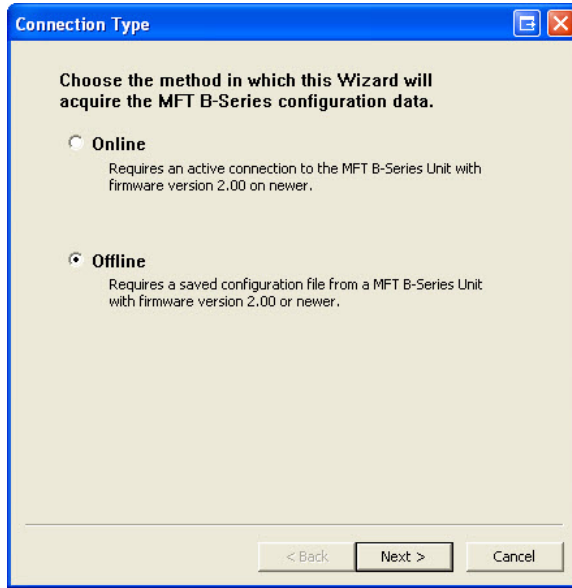 Connection Type
Choose the method in which this Wizard will
acquire the MFT B-Series configuration data.
Online
Requires an active connection to the MFT B-Series Unit with
firmware version 2.00 on newer.
Offline
Requires a saved configuration file from a MFT B-Series Unit
with firmware version 2.00 or newer.
< Back Next > Cancel